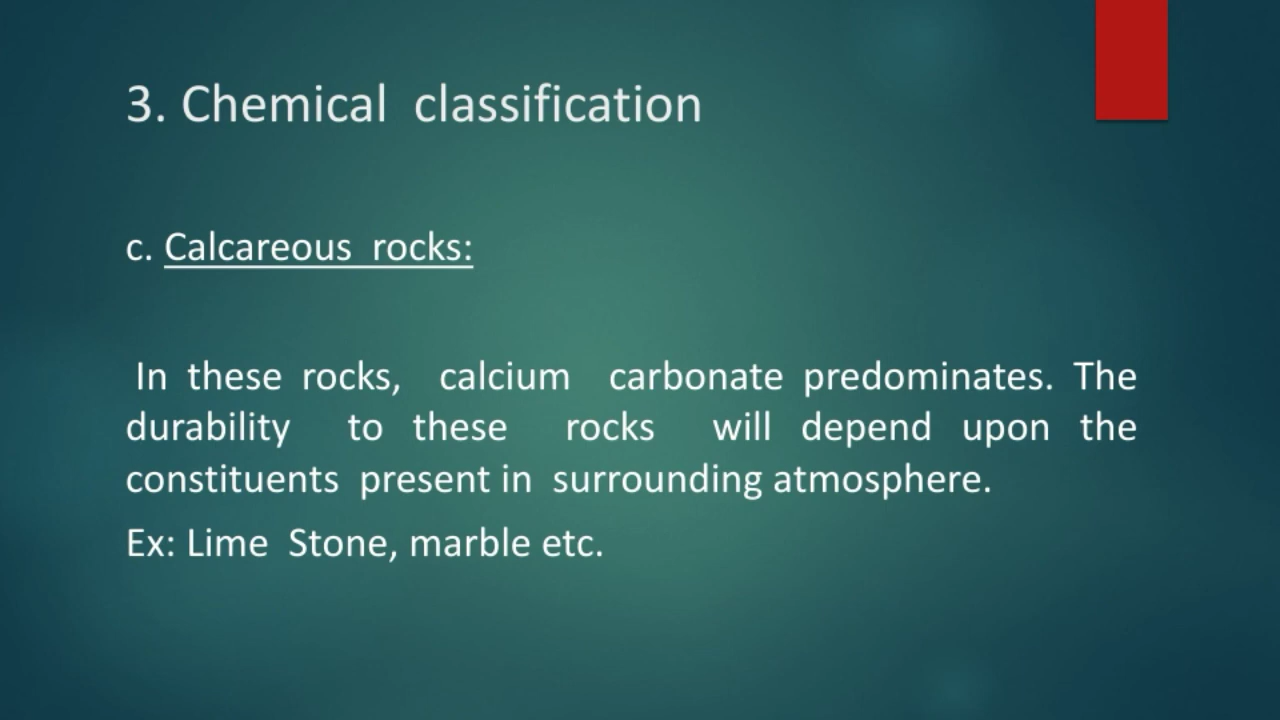 3. Chemical classification
c. Calcareous rocks:
In these rocks, calcium carbonate predominates. The
durability to these rocks will depend upon the
constituents present in surrounding atmosphere.
Ex: Lime Stone, marble etc.